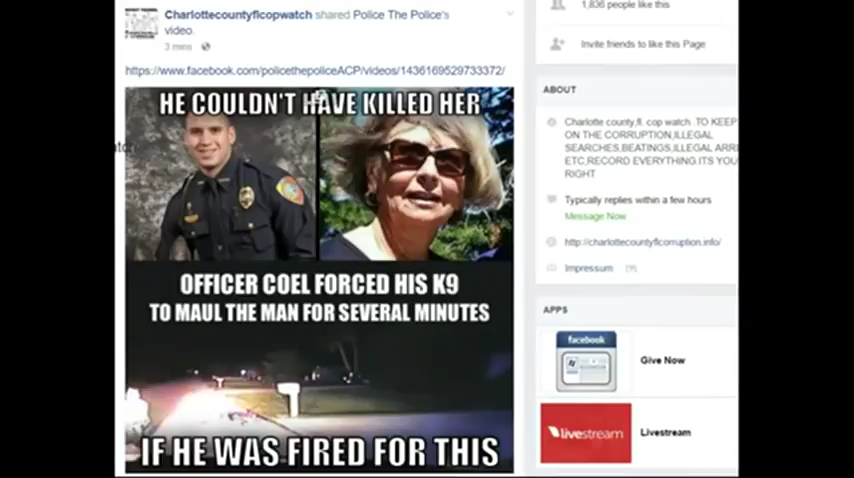 Charlottecountyflcopwatch shared Police The Police's
video.
3 mins
https://www.facebook.com/policethepoliceACP/videos/1436169529733372/
HE COULDN'T HAVE KILLED HER
OFFICER COEL FORCED HIS K9
TO MAUL THE MAN FOR SEVERAL MINUTES
IF HE WAS FIRED FOR THIS
1,836 people like this
Invite friends to like this Page
ABOUT
Charlotte county,fl. cop watch .TO KEEP
ON THE CORRUPTION,ILLEGAL
SEARCHES,BEATINGS,ILLEGAL ARRE
ETC,RECORD EVERYTHING.ITS YOU
RIGHT
Typically replies within a few hours
Message Now
http://charlottecountyflcorruption.info/
Impressum [?]
APPS
facebook
Give Now
livestream
Livestream